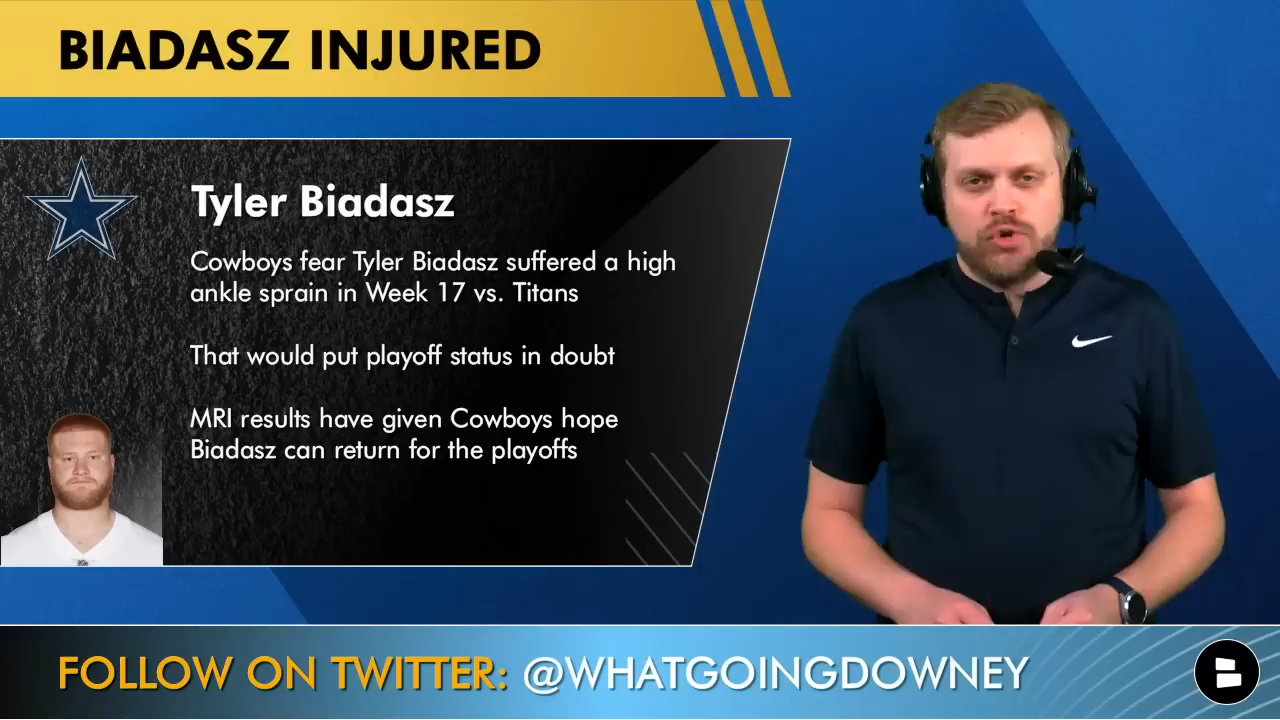 BIADASZ INJURED
Tyler Biadasz
Cowboys fear Tyler Biadasz suffered a high
ankle sprain in Week 17 vs. Titans
That would put playoff status in doubt
MRI results have given Cowboys hope
Biadasz can return for the playoffs
FOLLOW ON TWITTER: @WHATGOINGDOWNEY